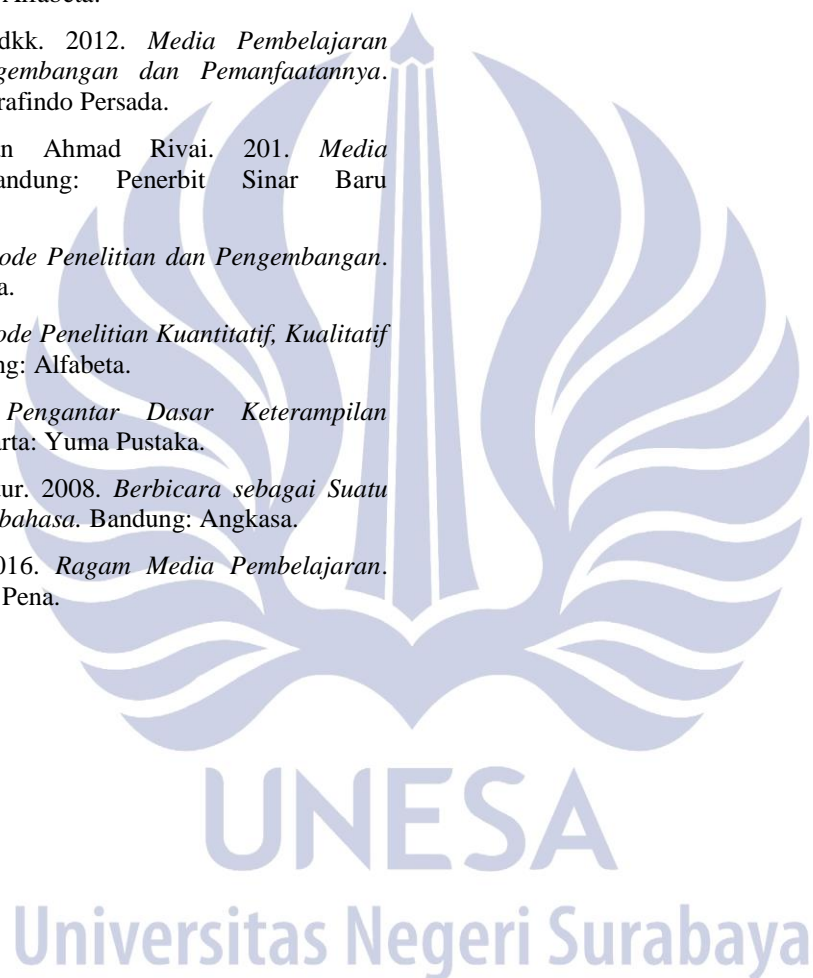 Alfabeta.
dkk. 2012. Media Pembelajaran
gembangan dan Pemanfaatannya.
rafindo Persada.
n Ahmad Rivai. 201. Media
andung: Penerbit Sinar Baru
ode Penelitian dan Pengembangan.
a.
ode Penelitian Kuantitatif, Kualitatif
ng: Alfabeta.
Pengantar Dasar Keterampilan
arta: Yuma Pustaka.
ur. 2008. Berbicara sebagai Suatu
bahasa. Bandung: Angkasa.
016. Ragam Media Pembelajaran.
Pena.
UNESA
Universitas Negeri Surabaya